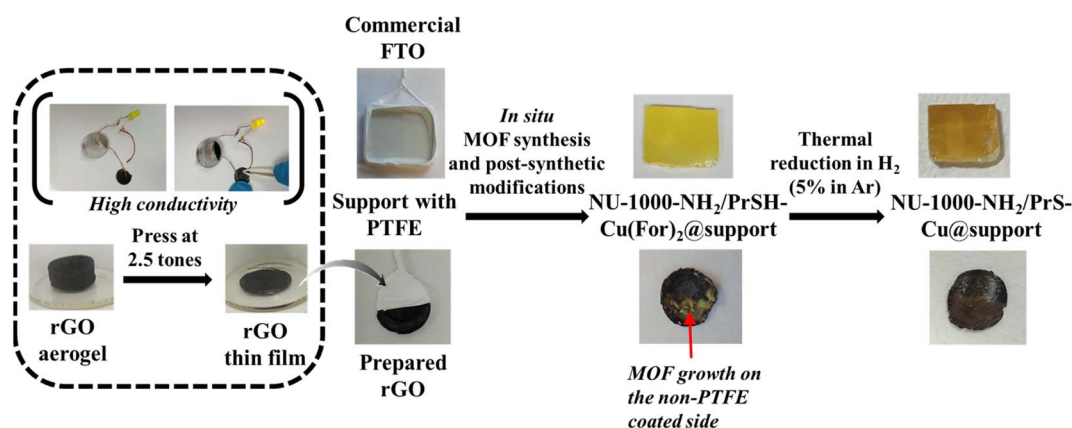 High conductivity
Press at
2.5 tones
rGO
aerogel
rGO
thin film
Commercial
FTO
Support with
PTFE
Prepared
rGO
In situ
MOF synthesis
and post-synthetic
modifications
NU-1000-NH₂/PrSH-
Cu(For)₂@support
MOF growth on
the non-PTFE
coated side
Thermal
reduction in H₂
(5% in Ar)
NU-1000-NH₂/PrS-
Cu@support